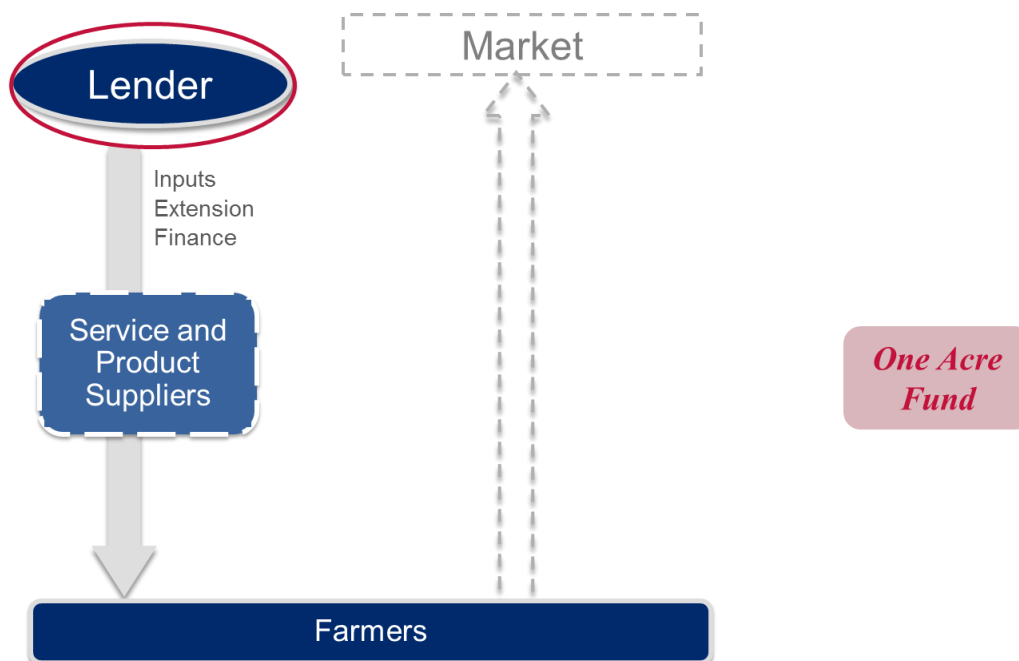 Lender
Market
Inputs
Extension
Finance
Service and
Product
Suppliers
One Acre
Fund
Farmers